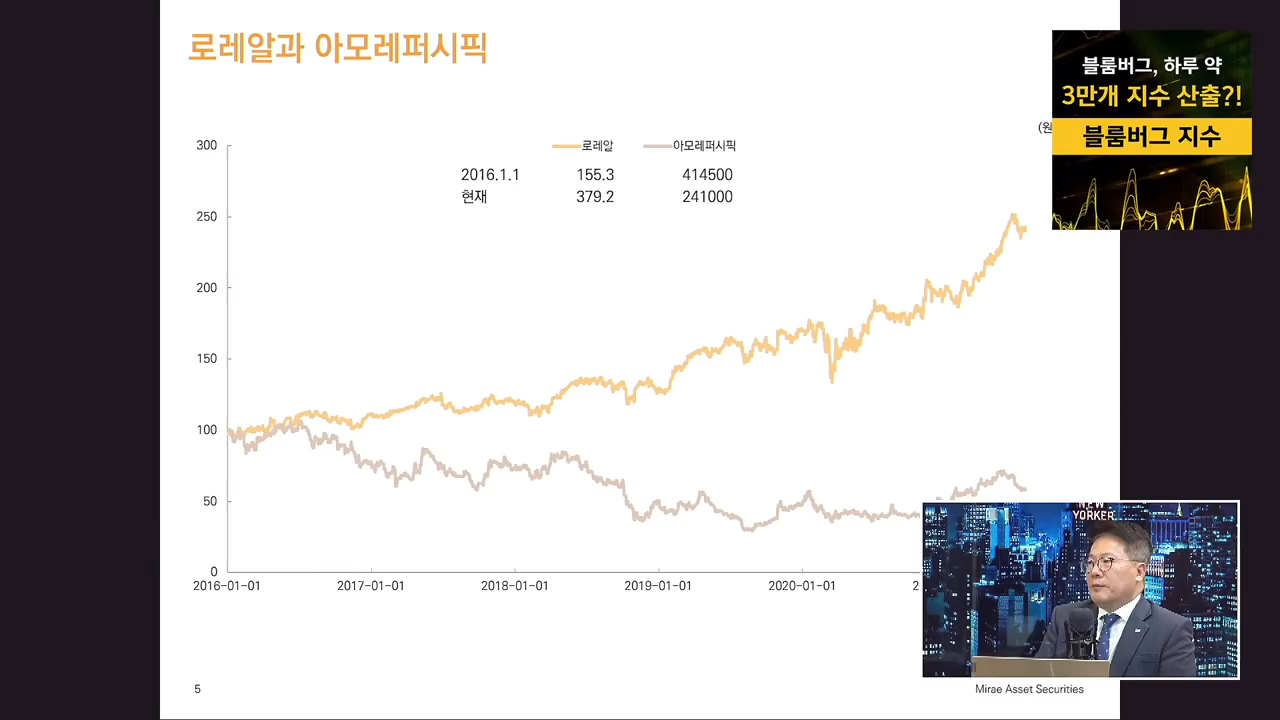 로레알과 아모레퍼시픽
블룸버그, 하루 약
3만개 지수 산출?!
블룸버그 지수
(원
300
250
200
150
100
50
0
로레알 아모레퍼시픽
2016.1.1 155.3 414500
현재 379.2 241000
2016-01-01 2017-01-01 2018-01-01 2019-01-01 2020-01-01 2
NEW
YORKER
5
Mirae Asset Securities